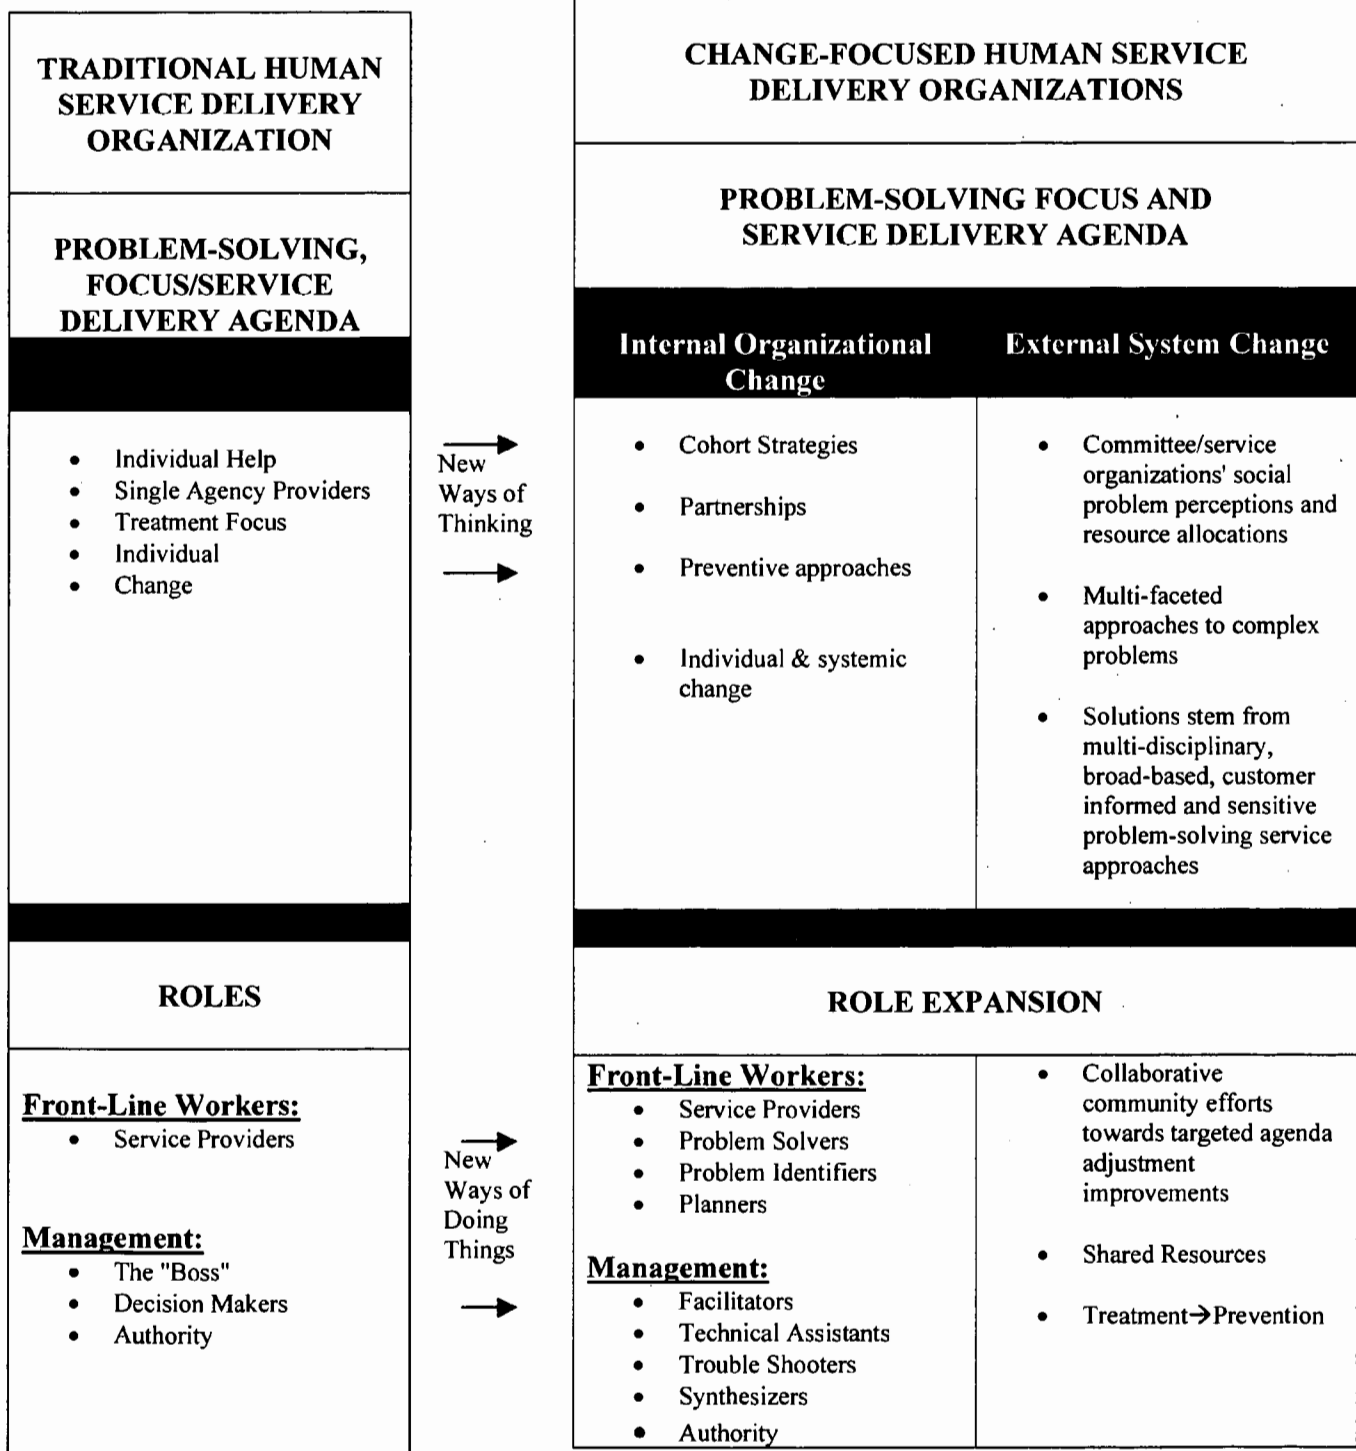 TRADITIONAL HUMAN
SERVICE DELIVERY
ORGANIZATION
PROBLEM-SOLVING,
FOCUS/SERVICE
DELIVERY AGENDA
• Individual Help
• Single Agency Providers
• Treatment Focus
• Individual
• Change
ROLES
Front-Line Workers:
• Service Providers
Management:
• The "Boss"
• Decision Makers
• Authority
New
Ways of
Thinking
New
Ways of
Doing
Things
CHANGE-FOCUSED HUMAN SERVICE
DELIVERY ORGANIZATIONS
PROBLEM-SOLVING FOCUS AND
SERVICE DELIVERY AGENDA
Internal Organizational
Change
• Cohort Strategies
• Partnerships
• Preventive approaches
• Individual & systemic
change
External System Change
• Committee/service
organizations' social
problem perceptions and
resource allocations
• Multi-faceted
approaches to complex
problems
• Solutions stem from
multi-disciplinary,
broad-based, customer
informed and sensitive
problem-solving service
approaches
ROLE EXPANSION
Front-Line Workers:
• Service Providers
• Problem Solvers
• Problem Identifiers
• Planners
Management:
• Facilitators
• Technical Assistants
• Trouble Shooters
• Synthesizers
• Authority
• Collaborative
community efforts
towards targeted agenda
adjustment
improvements
• Shared Resources
• Treatment→Prevention